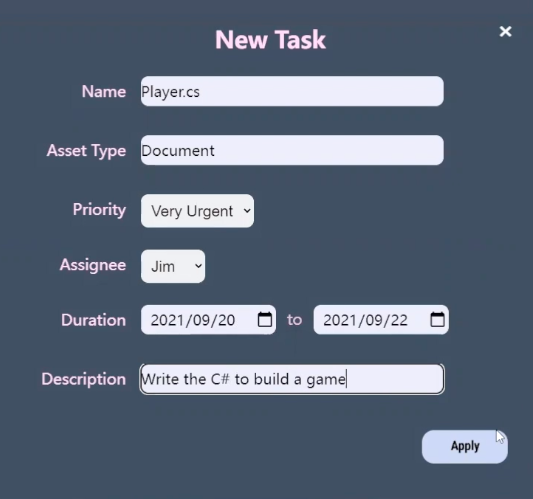 New Task
Name Player.cs
Asset Type Document
Priority Very Urgent
Assignee Jim
Duration 2021/09/20 to 2021/09/22
Description Write the C# to build a game
Apply